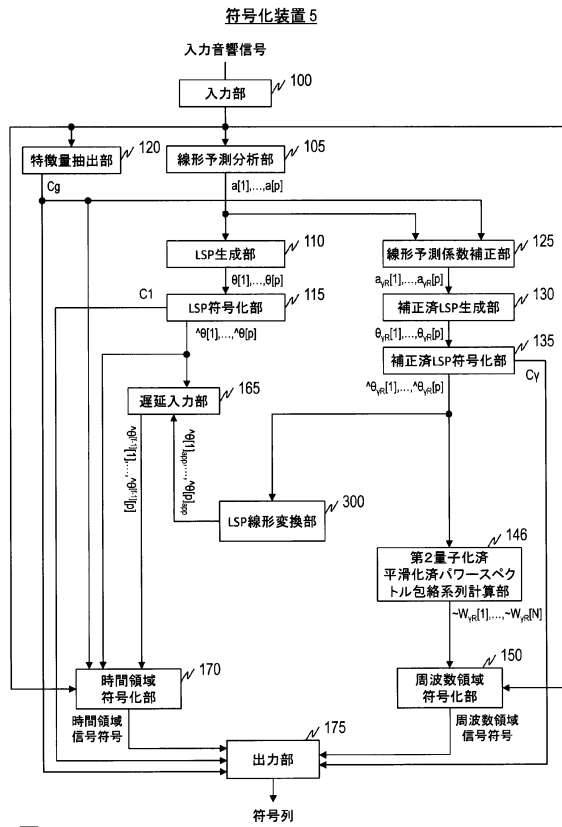 符号化装置5
入力音響信号
入力部
100
特徴量抽出部
120
線形予測分析部
105
Cg
a[1],...,a[p]
LSP生成部
110
線形予測係数補正部
125
θ[1],...,θ[p]
aγR[1],...,aγR[p]
C1
LSP符号化部
115
補正済LSP生成部
130
^θ[1],...,^θ[p]
θγR[1],...,θγR[p]
補正済LSP符号化部
135
Cγ
遅延入力部
165
^θγR[1],...,^θγR[p]
^θ[t-1][1],...,^θ[t-1][p]
^θ[1]app,...,^θ[p]app
LSP線形変換部
300
第2量子化済
平滑化済パワースペク
トル包絡系列計算部
146
~WγR[1],...,~WγR[N]
時間領域
符号化部
170
周波数領域
符号化部
150
時間領域
信号符号
周波数領域
信号符号
出力部
175
符号列